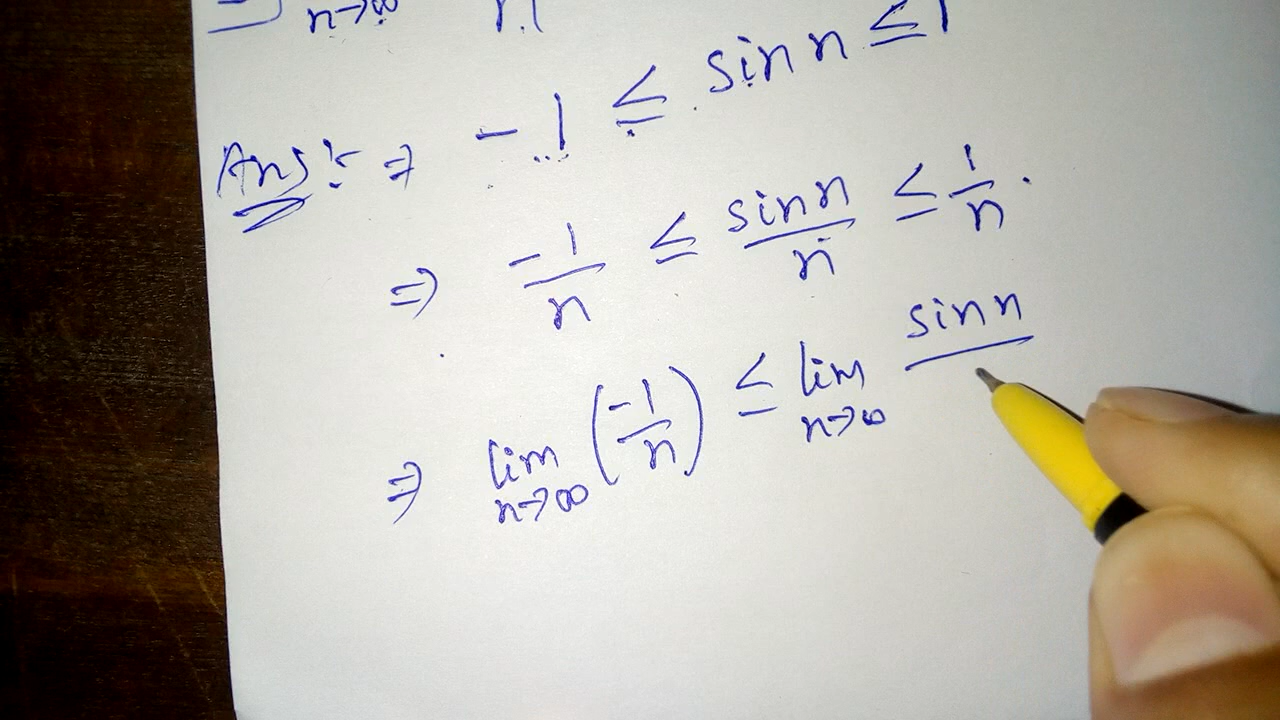 n→∞ n
Ans:- ⇒ -1 ≤ sin n ≤ 1
⇒ -1/n ≤ sin n/n ≤ 1/n.
⇒ lim n→∞ (-1/n) ≤ lim n→∞ sin n